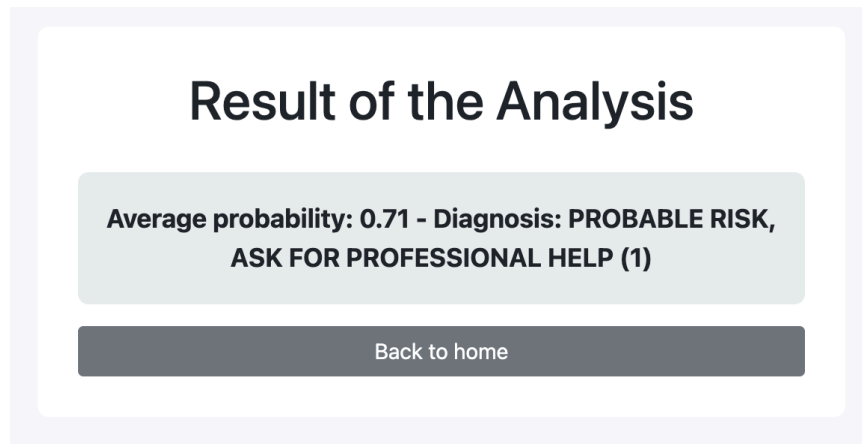 Result of the Analysis
Average probability: 0.71 - Diagnosis: PROBABLE RISK,
ASK FOR PROFESSIONAL HELP (1)
Back to home